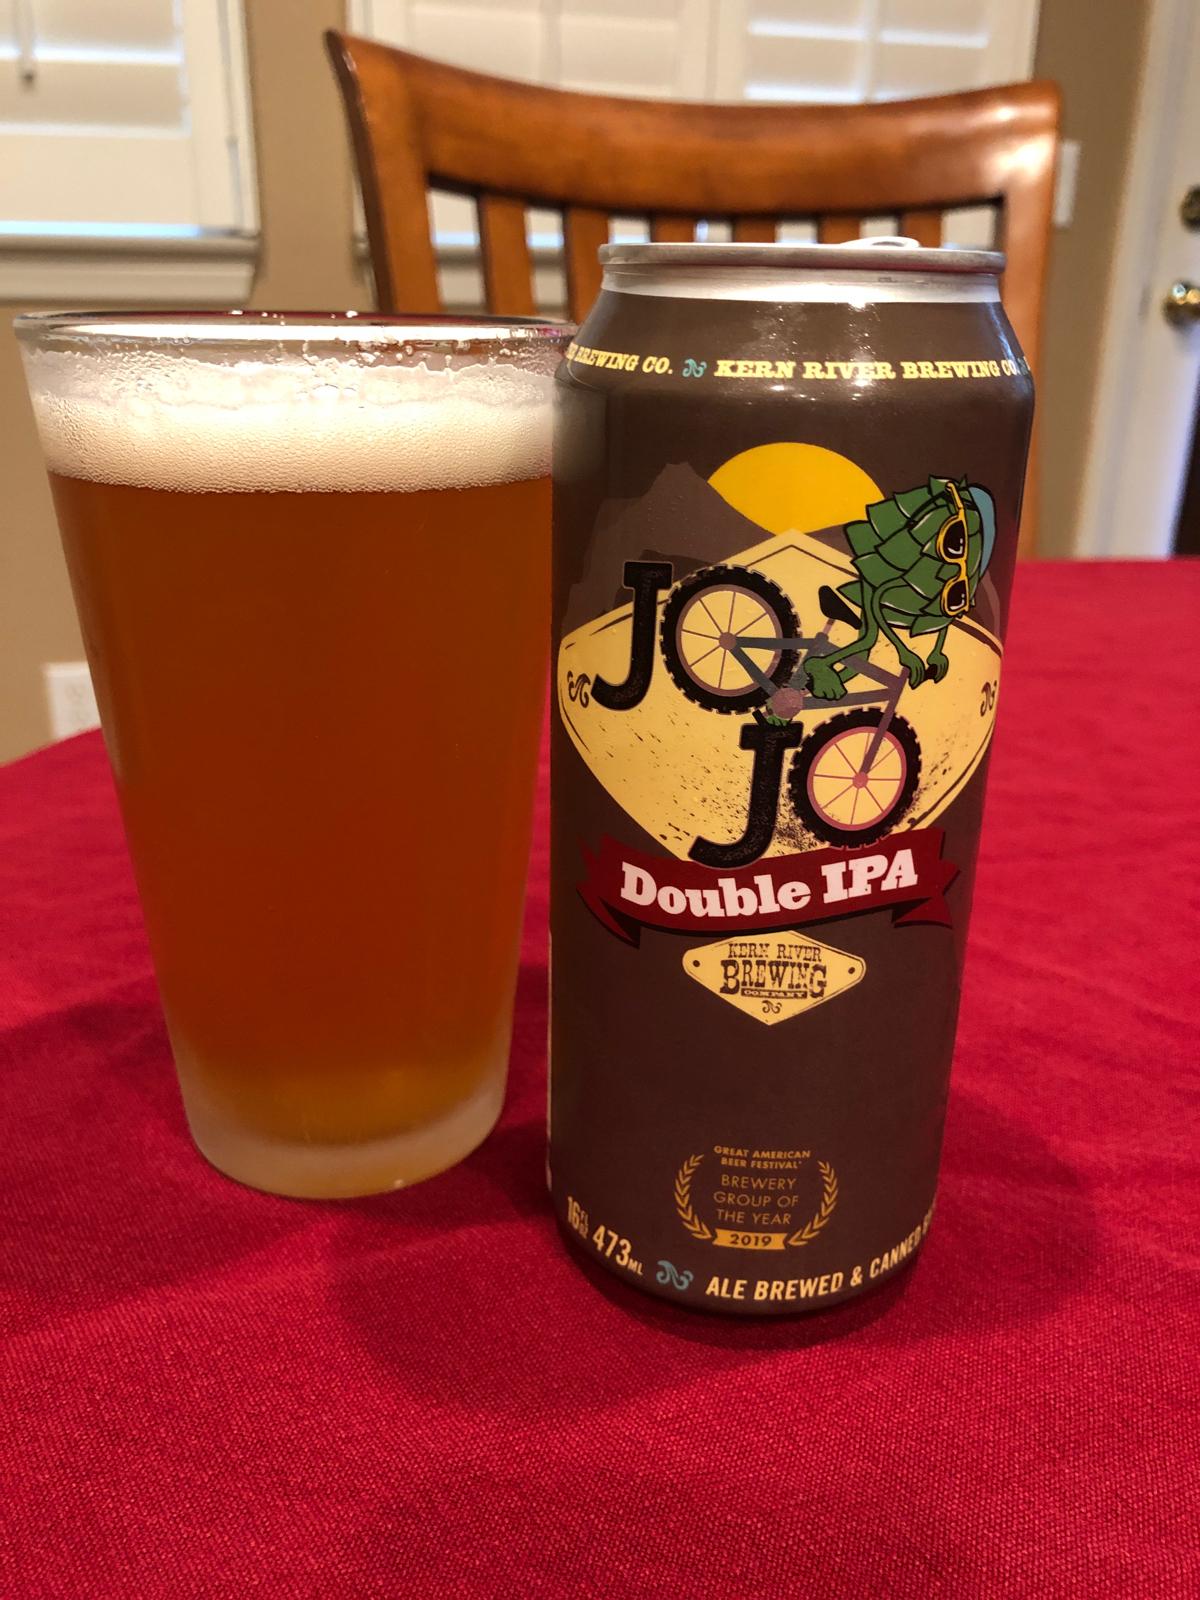 BREWING CO. KERN RIVER BREWING CO.
JO
JO
Double IPA
KERN RIVER
BREWING
COMPANY
GREAT AMERICAN
BEER FESTIVAL
BREWERY
GROUP OF
THE YEAR
2019
16 473ML ALE BREWED & CANNED